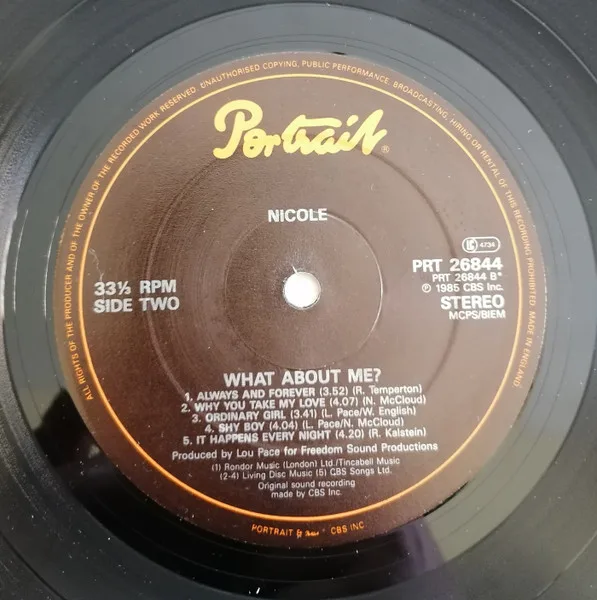 ALL RIGHTS OF THE PRODUCER AND OF THE OWNER OF THE RECORDED WORK RESERVED. UNAUTHORISED COPYING, PUBLIC PERFORMANCE, BROADCASTING, HIRING OR RENTAL OF THIS RECORDING PROHIBITED. MADE IN ENGLAND
Portrait®
NICOLE
4734
33⅓ RPM
SIDE TWO
PRT 26844
PRT 26844 B*
℗ 1985 CBS Inc.
STEREO
MCPS/BIEM
WHAT ABOUT ME?
1. ALWAYS AND FOREVER (3.52) (R. Temperton)
2. WHY YOU TAKE MY LOVE (4.07) (N. McCloud)
3. ORDINARY GIRL (3.41) (L. Pace/W. English)
4. SHY BOY (4.04) (L. Pace/N. McCloud)
5. IT HAPPENS EVERY NIGHT (4.20) (R. Kalstein)
Produced by Lou Pace for Freedom Sound Productions
(1) Rondor Music (London) Ltd/Tincabell Music
(2-4) Living Disc Music (5) CBS Songs Ltd.
Original sound recording
made by CBS Inc.
PORTRAIT CBS INC